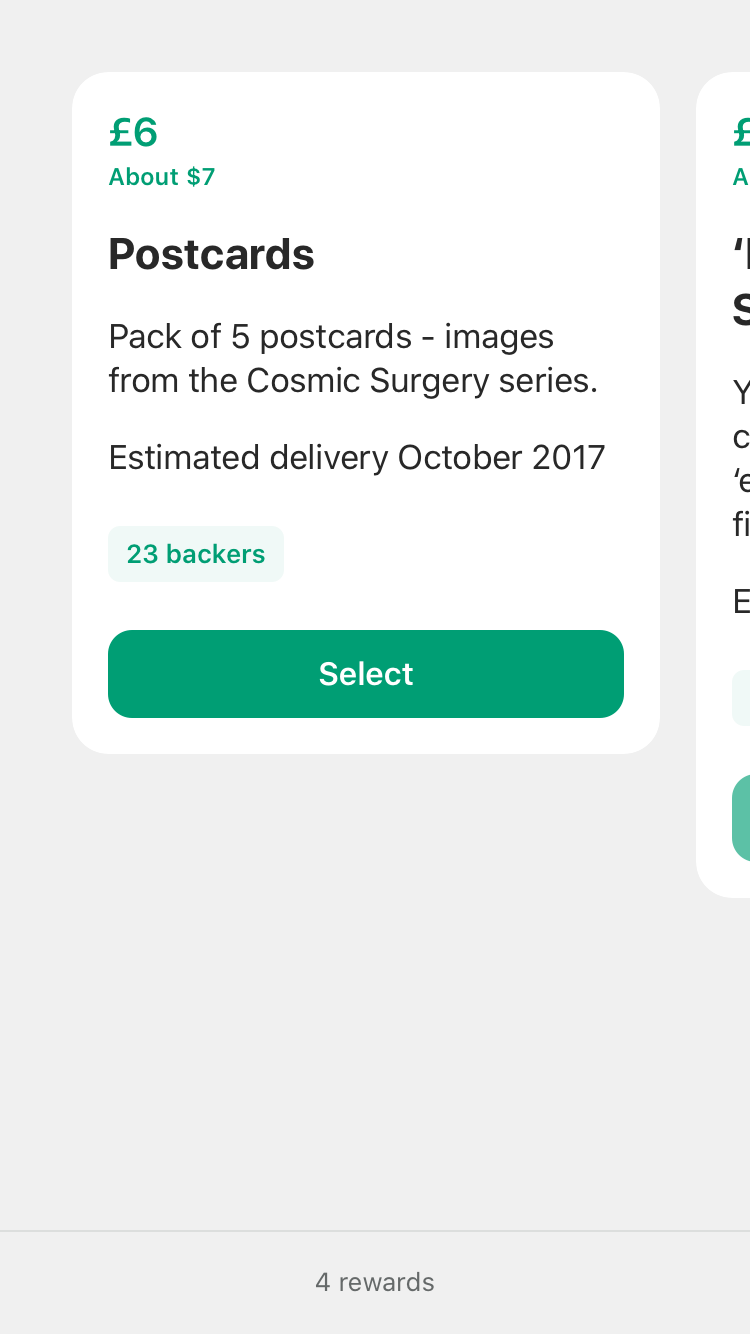 £6
About $7
Postcards
Pack of 5 postcards - images
from the Cosmic Surgery series.
Estimated delivery October 2017
23 backers
Select
4 rewards